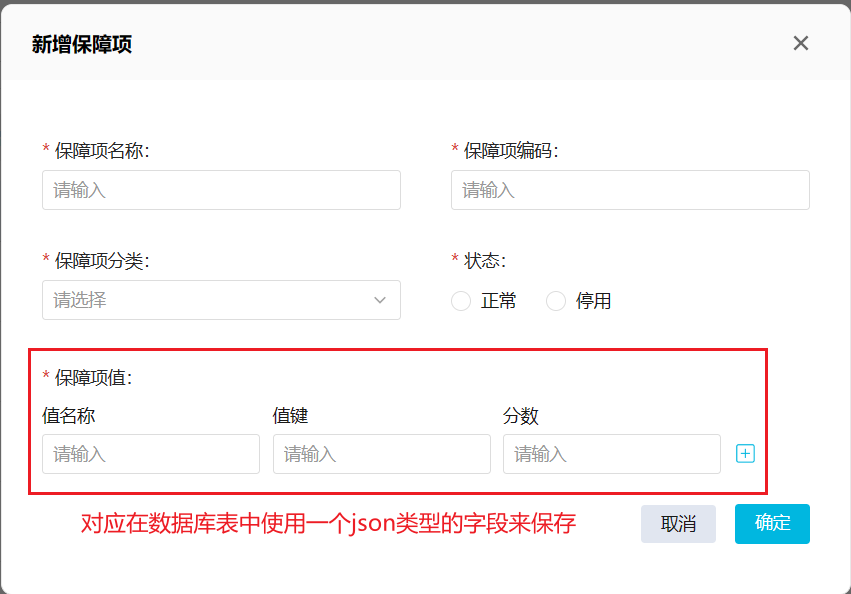 新增保障项
* 保障项名称:
* 保障项编码:
请输入
请输入
* 保障项分类:
* 状态:
请选择
正常
停用
* 保障项值:
值名称
值键
分数
请输入
请输入
请输入
对应在数据库表中使用一个json类型的字段来保存
取消
确定